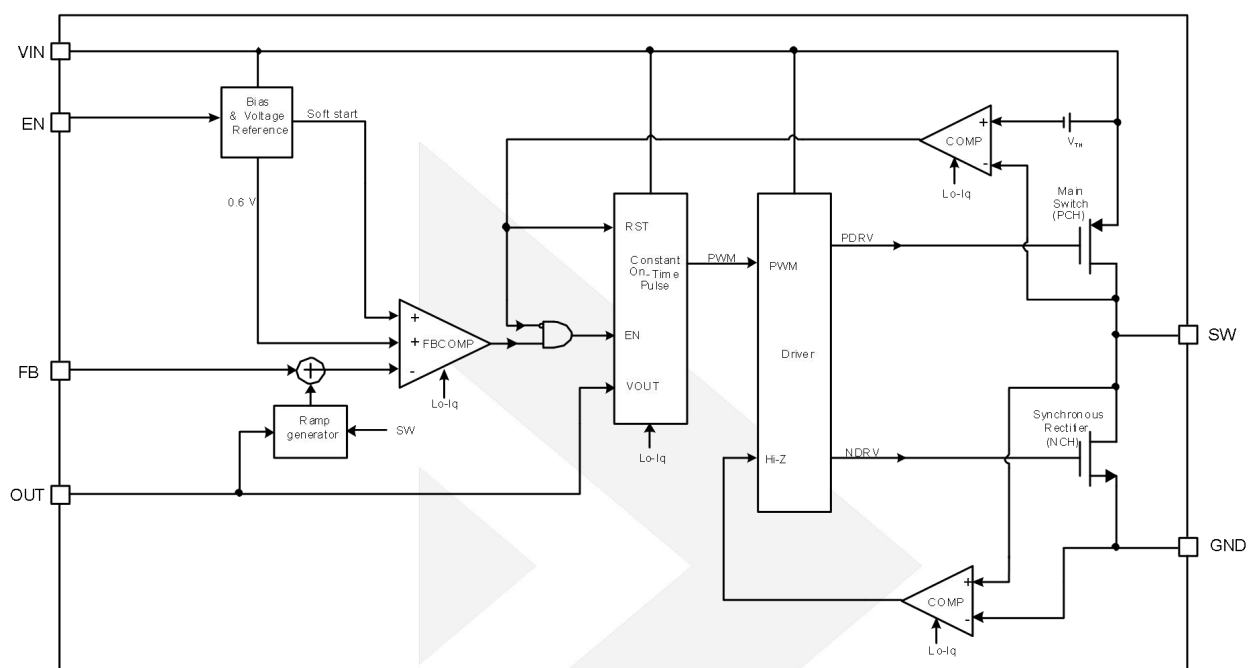 VIN
EN
Bias
& Voltage
Reference
Soft start
0.6 V
+
COMP
-
VTH
Lo-Iq
Main
Switch
(PCH)
RST
Constant
On-Time
Pulse
PWM
PWM
PDRV
+
+
FBCOMP
-
EN
SW
Driver
FB
+
VOUT
Lo-Iq
Ramp
generator
SW
Synchronous
Rectifier
(NCH)
Lo-Iq
Hi-Z
NDRV
OUT
GND
+
COMP
-
Lo-Iq